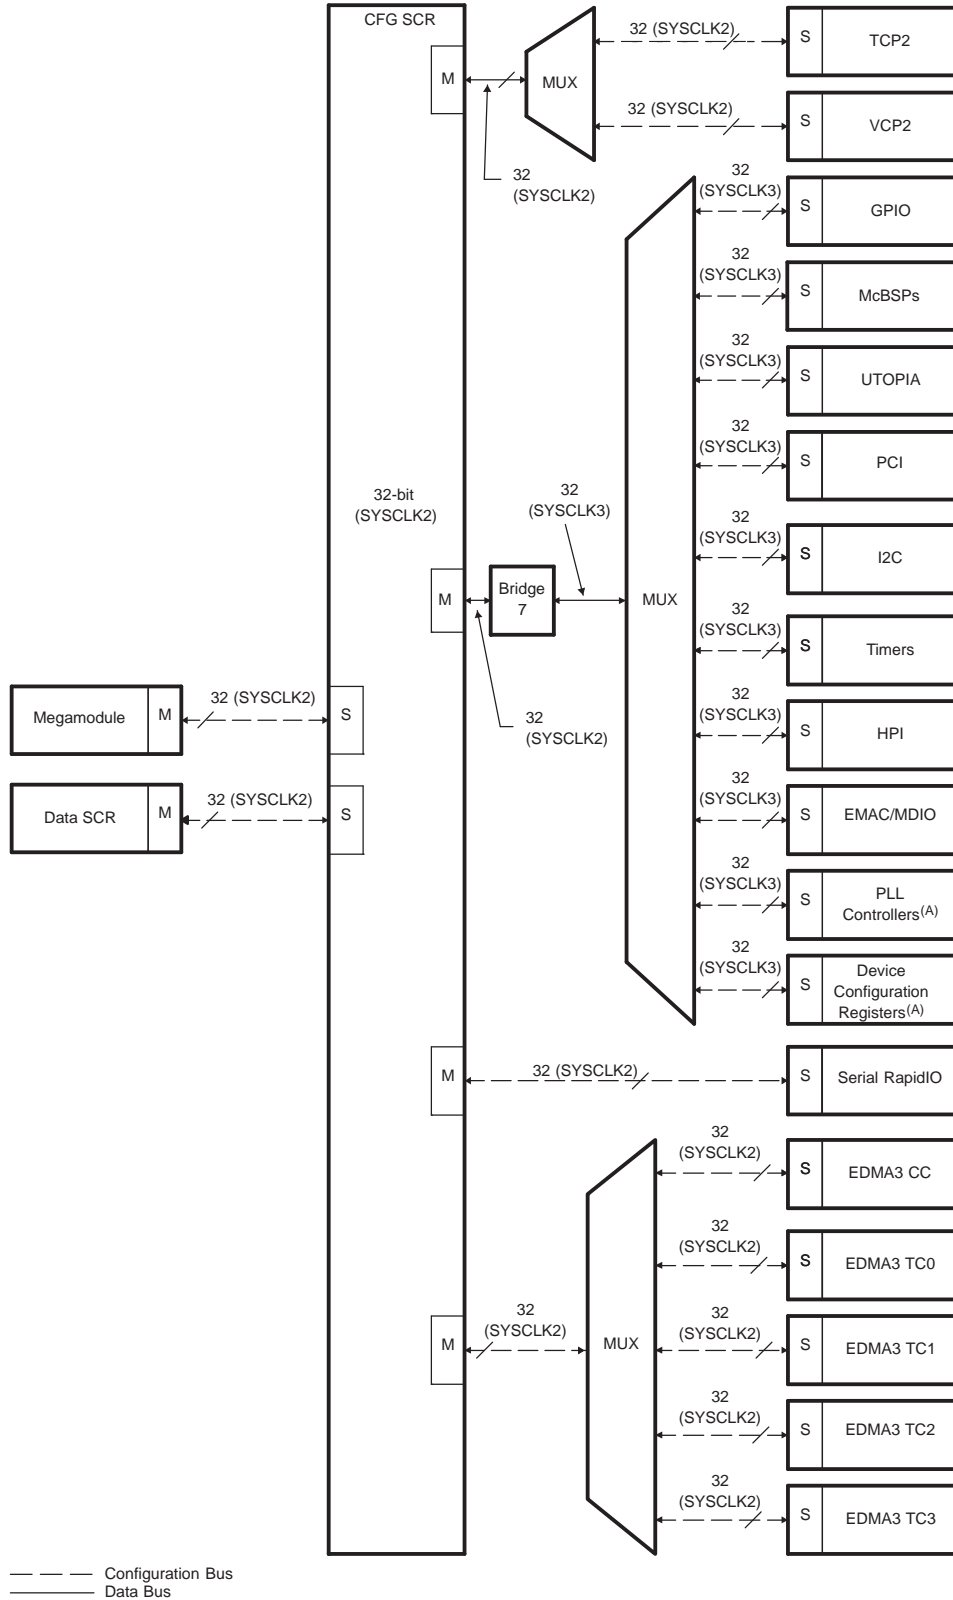 CFG SCR
M
32
(SYSCLK2)
MUX
32 (SYSCLK2)
S
TCP2
32 (SYSCLK2)
S
VCP2
32
(SYSCLK3)
S
GPIO
32
(SYSCLK3)
S
McBSPs
32
(SYSCLK3)
S
UTOPIA
32
(SYSCLK3)
S
PCI
32-bit
(SYSCLK2)
32
(SYSCLK3)
32
(SYSCLK3)
S
I2C
M
Bridge
7
MUX
32
(SYSCLK2)
32
(SYSCLK3)
S
Timers
Megamodule
M
32 (SYSCLK2)
S
32
(SYSCLK3)
S
HPI
Data SCR
M
32 (SYSCLK2)
S
32
(SYSCLK3)
S
EMAC/MDIO
32
(SYSCLK3)
S
PLL
Controllers(A)
32
(SYSCLK3)
S
Device
Configuration
Registers(A)
M
32 (SYSCLK2)
S
Serial RapidIO
32
(SYSCLK2)
S
EDMA3 CC
32
(SYSCLK2)
S
EDMA3 TC0
M
32
(SYSCLK2)
MUX
32
(SYSCLK2)
S
EDMA3 TC1
32
(SYSCLK2)
S
EDMA3 TC2
32
(SYSCLK2)
S
EDMA3 TC3
Configuration Bus
Data Bus